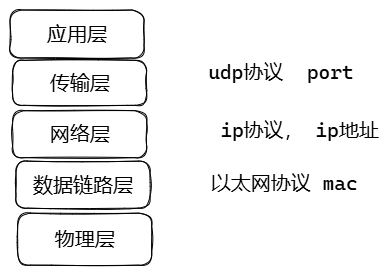 应用层
传输层 udp协议 port
网络层 ip协议， ip地址
数据链路层 以太网协议 mac
物理层